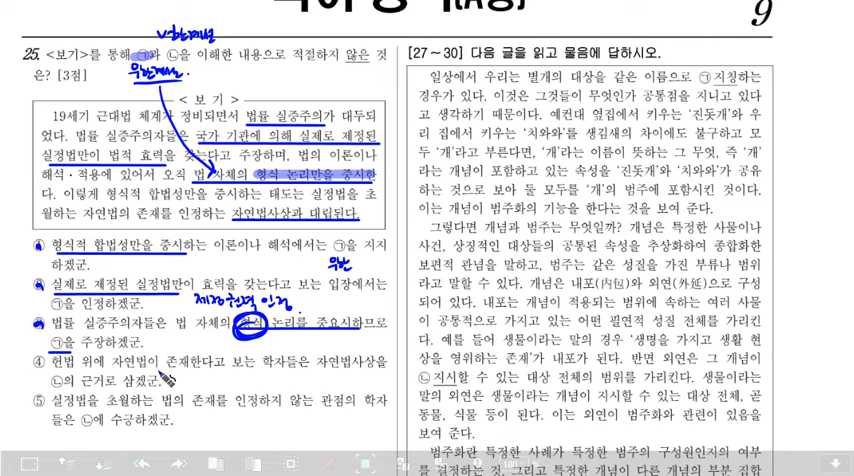 9
25. <보기>를 통해 ㉠과 ㉡을 이해한 내용으로 적절하지 않은 것
은? [3점]
무한계설
<보 기>
19세기 근대법 체계가 정비되면서 법률 실증주의가 대두되
었다. 법률 실증주의자들은 국가 기관에 의해 실제로 제정된
실정법만이 법적 효력을 갖는다고 주장하며, 법의 이론이나
해석·적용에 있어서 오직 법 자체의 형식 논리만을 중시한
다. 이렇게 형식적 합법성만을 중시하는 태도는 실정법을 초
월하는 자연법의 존재를 인정하는 자연법사상과 대립된다.
① 형식적 합법성만을 중시하는 이론이나 해석에서는 ㉠을 지지
하겠군.
무한
② 실제로 제정된 실정법만이 효력을 갖는다고 보는 입장에서는
㉠을 인정하겠군.
제정권력 인정
③ 법률 실증주의자들은 법 자체의 형식 논리를 중요시하므로
㉠을 주장하겠군.
④ 헌법 위에 자연법이 존재한다고 보는 학자들은 자연법사상을
㉡의 근거로 삼겠군.
⑤ 실정법을 초월하는 법의 존재를 인정하지 않는 관점의 학자
들은 ㉡에 수긍하겠군.
[27～30] 다음 글을 읽고 물음에 답하시오.
일상에서 우리는 별개의 대상을 같은 이름으로 ㉠지칭하는
경우가 있다. 이것은 그것들이 무엇인가 공통점을 지니고 있다
고 생각하기 때문이다. 예컨대 옆집에서 키우는 ‘진돗개’와 우
리 집에서 키우는 ‘치와와’를 생김새의 차이에도 불구하고 모
두 ‘개’라고 부른다면, ‘개’라는 이름이 뜻하는 그 무엇, 즉 ‘개’
라는 개념이 포함하고 있는 속성을 ‘진돗개’와 ‘치와와’가 공유
하는 것으로 보아 둘 모두를 ‘개’의 범주에 포함시킨 것이다.
이는 개념이 범주화의 기능을 한다는 것을 보여 준다.
그렇다면 개념과 범주는 무엇일까? 개념은 특정한 사물이나
사건, 상징적인 대상들의 공통된 속성을 추상화하여 종합화한
보편적 관념을 말하고, 범주는 같은 성질을 가진 부류나 범위
라고 말할 수 있다. 개념은 내포(內包)와 외연(外延)으로 구성
되어 있다. 내포는 개념이 적용되는 범위에 속하는 여러 사물
이 공통적으로 가지고 있는 어떤 필연적 성질 전체를 가리킨
다. 예를 들어 생물이라는 말의 경우 ‘생명을 가지고 생활 현
상을 영위하는 존재’가 내포가 된다. 반면 외연은 그 개념이
㉡지시할 수 있는 대상 전체의 범위를 가리킨다. 생물이라는
말의 외연은 생물이라는 개념이 지시할 수 있는 대상 전체, 곧
동물, 식물 등이 된다. 이는 외연이 범주화와 관련이 있음을
보여 준다.
범주화란 특정한 사례가 특정한 범주의 구성원인지의 여부
를 결정하는 것, 그리고 특정한 개념이 다른 개념의 부분 집합